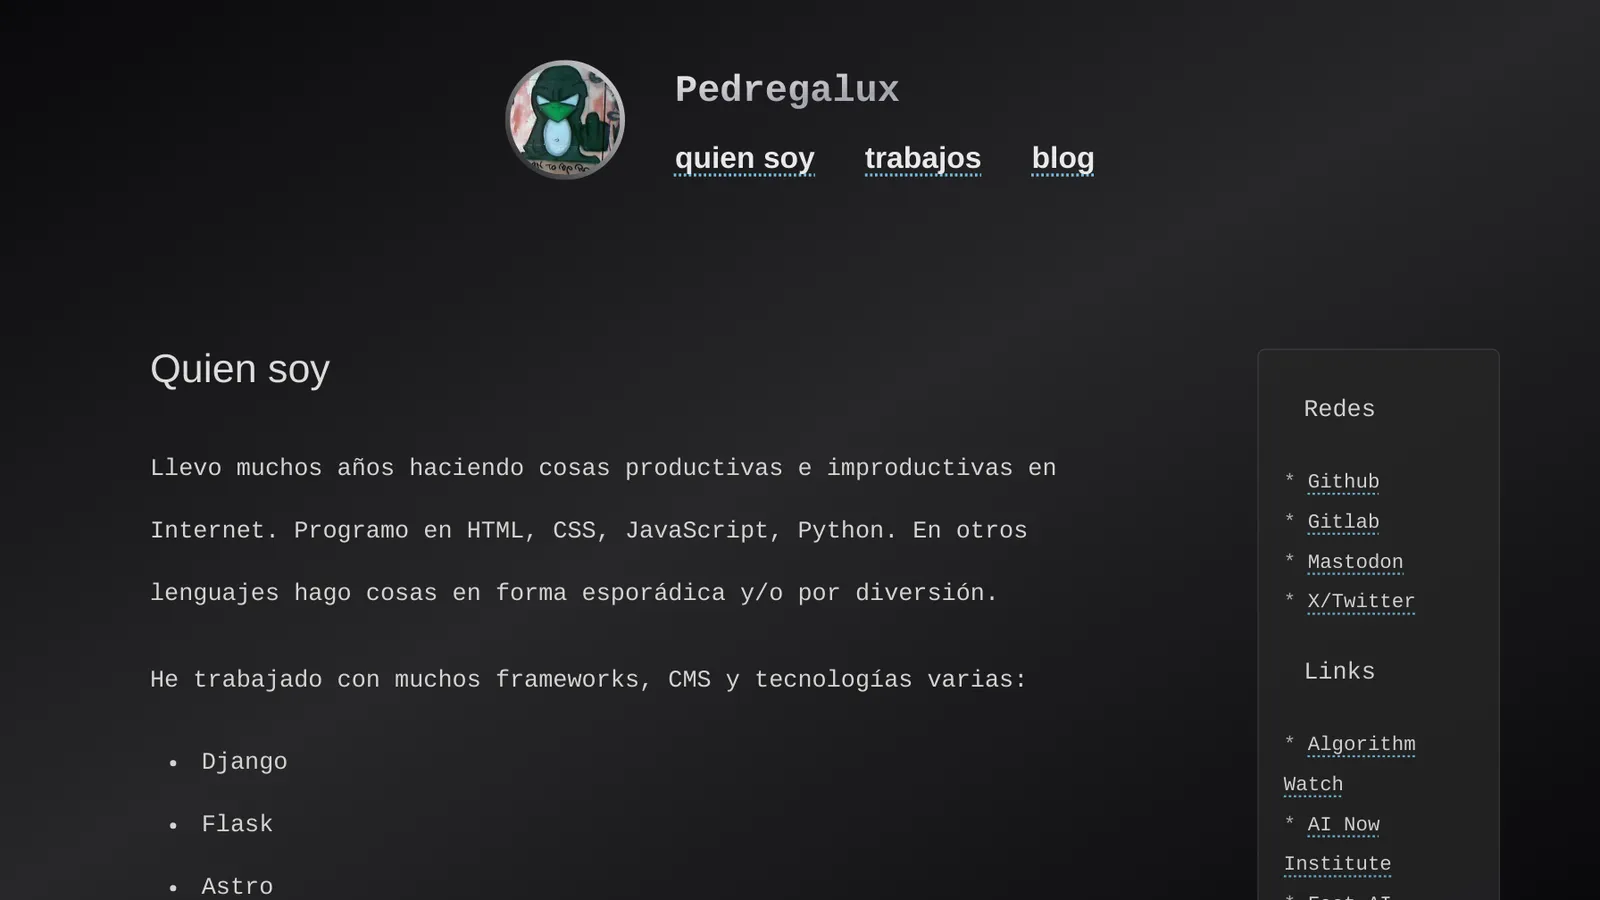 Pedregalux
quien soy trabajos blog
Quien soy
Llevo muchos años haciendo cosas productivas e improductivas en
Internet. Programo en HTML, CSS, JavaScript, Python. En otros
lenguajes hago cosas en forma esporádica y/o por diversión.
He trabajado con muchos frameworks, CMS y tecnologías varias:
• Django
• Flask
• Astro
Redes
* Github
* Gitlab
* Mastodon
* X/Twitter
Links
* Algorithm
Watch
* AI Now
Institute